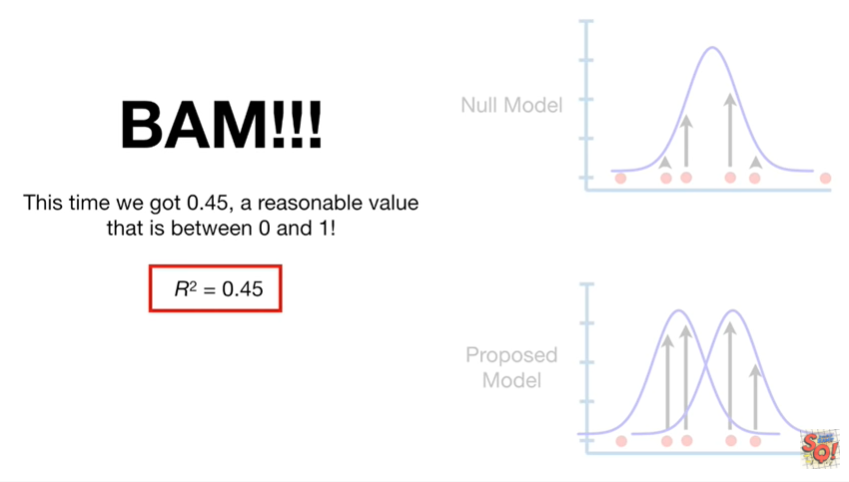 BAM!!!
This time we got 0.45, a reasonable value
that is between 0 and 1!
R² = 0.45
Null Model
Proposed
Model
SQ!